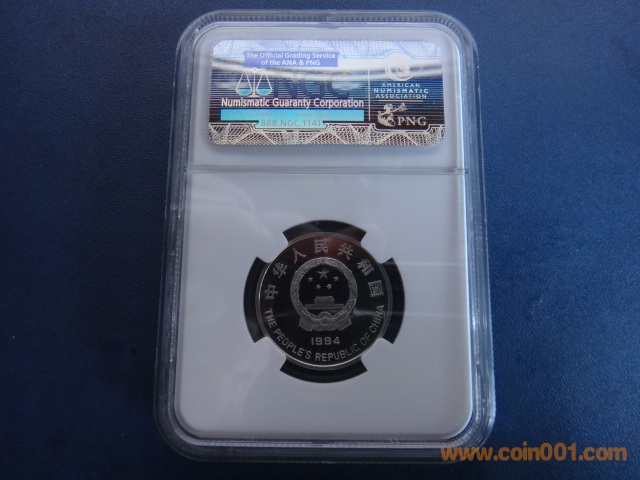 The Official Grading Service
of the ANA & PNG
NGC
Numismatic Guaranty Corporation
888.NGC.1141
AMERICAN
NUMISMATIC
ASSOCIATION
PNG
中华人民共和国
1994
THE PEOPLE'S REPUBLIC OF CHINA
www.coin001.com